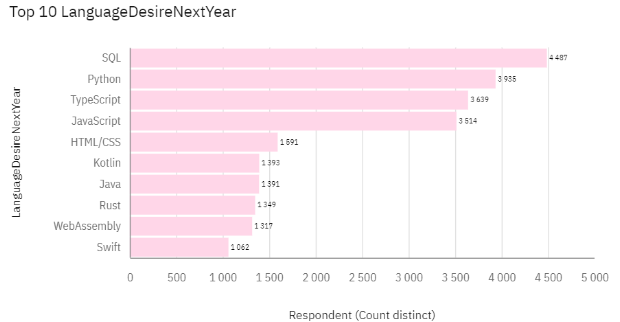 Top 10 LanguageDesireNextYear
LanguageDesireNextYear
SQL 4 487
Python 3 935
TypeScript 3 639
JavaScript 3 514
HTML/CSS 1 591
Kotlin 1 393
Java 1 391
Rust 1 349
WebAssembly 1 317
Swift 1 062
0 500 1 000 1 500 2 000 2 500 3 000 3 500 4 000 4 500 5 000
Respondent (Count distinct)